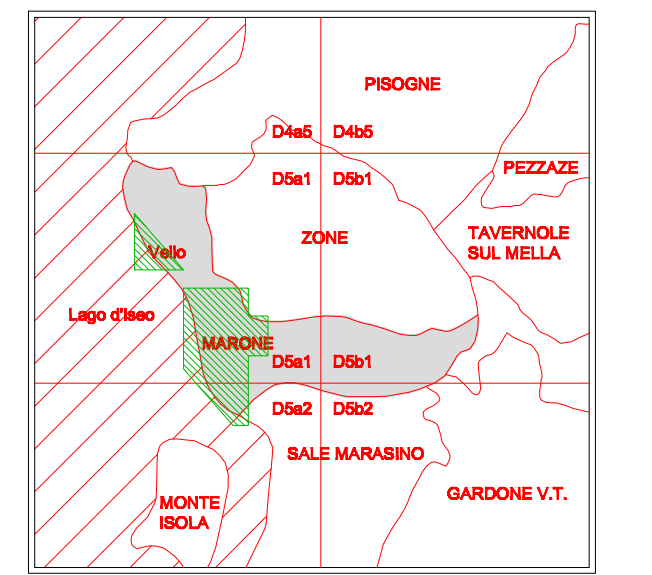 PISOGNE
D4a5 D4b5
PEZZAZE
D5a1 D5b1
TAVERNOLE
SUL MELLA
ZONE
Vello
Lago d'Iseo
MARONE
D5a1 D5b1
D5a2 D5b2
SALE MARASINO
GARDONE V.T.
MONTE
ISOLA